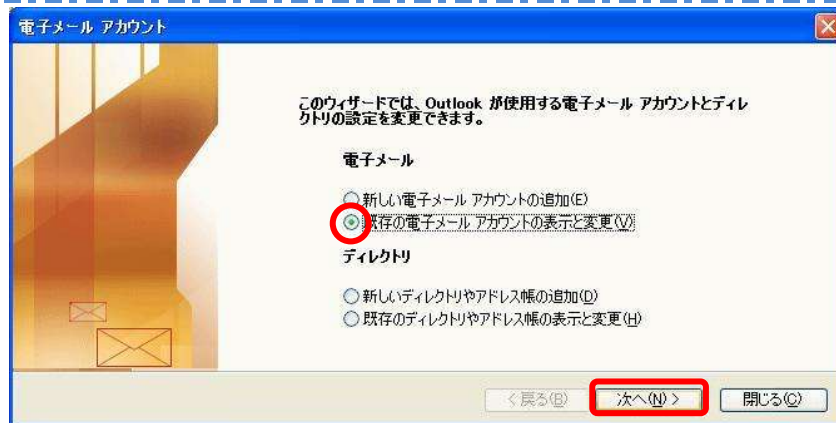 電子メール アカウント
このウィザードでは、Outlook が使用する電子メール アカウントとディレ
クトリの設定を変更できます。
電子メール
新しい電子メール アカウントの追加(E)
既存の電子メール アカウントの表示と変更(V)
ディレクトリ
新しいディレクトリやアドレス帳の追加(D)
既存のディレクトリやアドレス帳の表示と変更(H)
< 戻る(B)
次へ(N) >
閉じる(C)